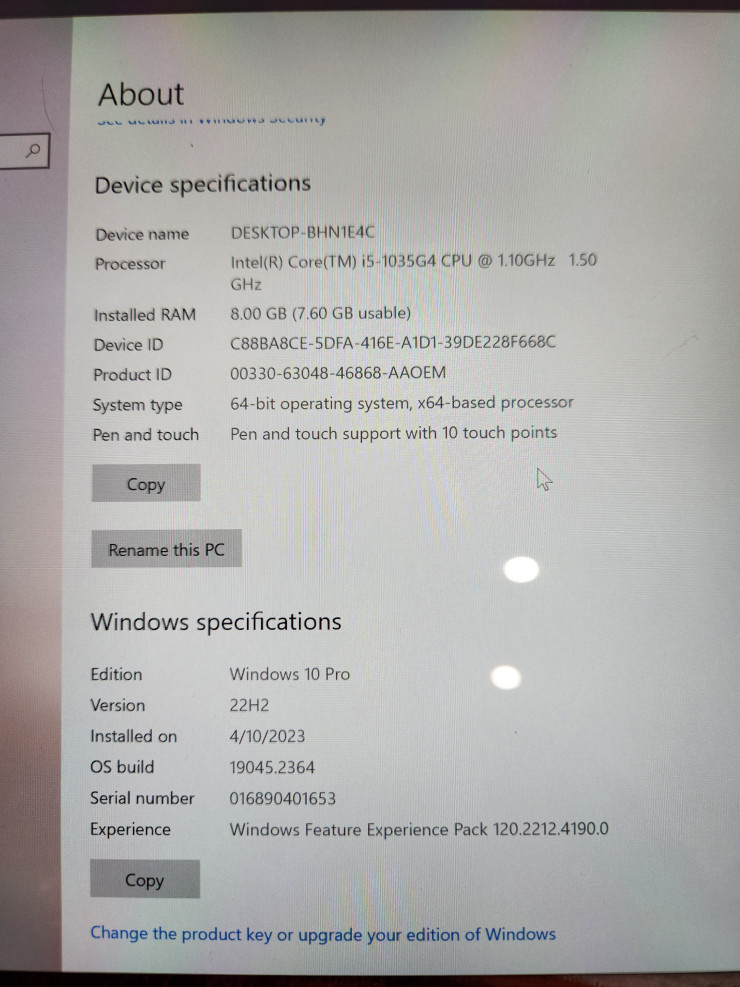 About
See details in Windows Security
Device specifications
Device name DESKTOP-BHN1E4C
Processor Intel(R) Core(TM) i5-1035G4 CPU @ 1.10GHz 1.50
GHz
Installed RAM 8.00 GB (7.60 GB usable)
Device ID C88BA8CE-5DFA-416E-A1D1-39DE228F668C
Product ID 00330-63048-46868-AAOEM
System type 64-bit operating system, x64-based processor
Pen and touch Pen and touch support with 10 touch points
Copy
Rename this PC
Windows specifications
Edition Windows 10 Pro
Version 22H2
Installed on 4/10/2023
OS build 19045.2364
Serial number 016890401653
Experience Windows Feature Experience Pack 120.2212.4190.0
Copy
Change the product key or upgrade your edition of Windows